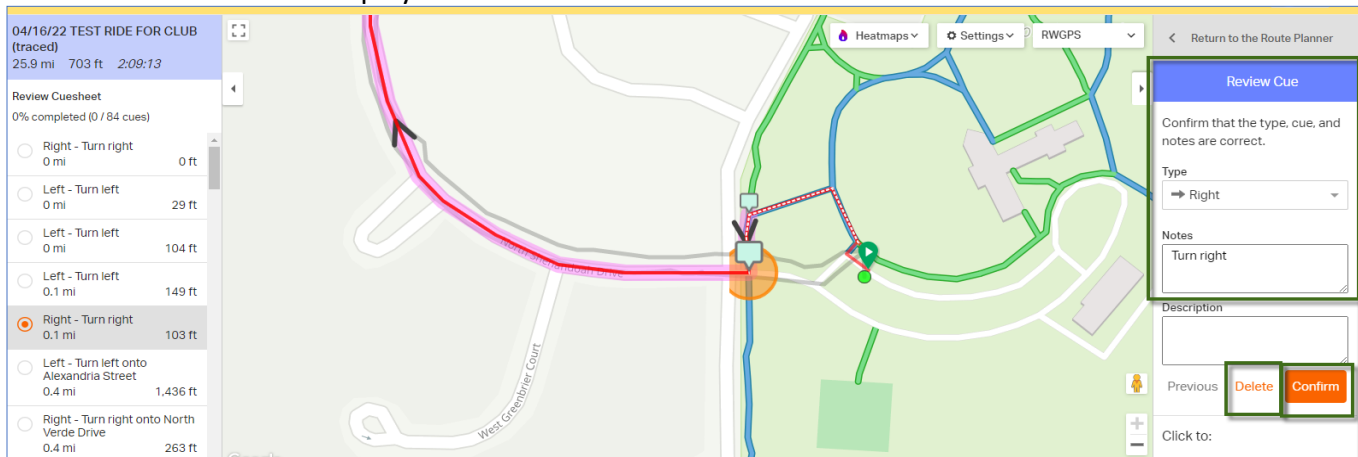 04/16/22 TEST RIDE FOR CLUB
(traced)
25.9 mi 703 ft 2:09:13
Review Cuesheet
0% completed (0 / 84 cues)
Right - Turn right
0 mi 0 ft
Left - Turn left
0 mi 29 ft
Left - Turn left
0 mi 104 ft
Left - Turn left
0.1 mi 149 ft
Right - Turn right
0.1 mi 103 ft
Left - Turn left onto
Alexandria Street
0.4 mi 1,436 ft
Right - Turn right onto North
Verde Drive
0.4 mi 263 ft
Heatmaps
Settings
RWGPS
Drive
West Greenbrier Court
Return to the Route Planner
Review Cue
Confirm that the type, cue, and
notes are correct.
Type
Right
Notes
Turn right
Description
Previous Delete Confirm
Click to: